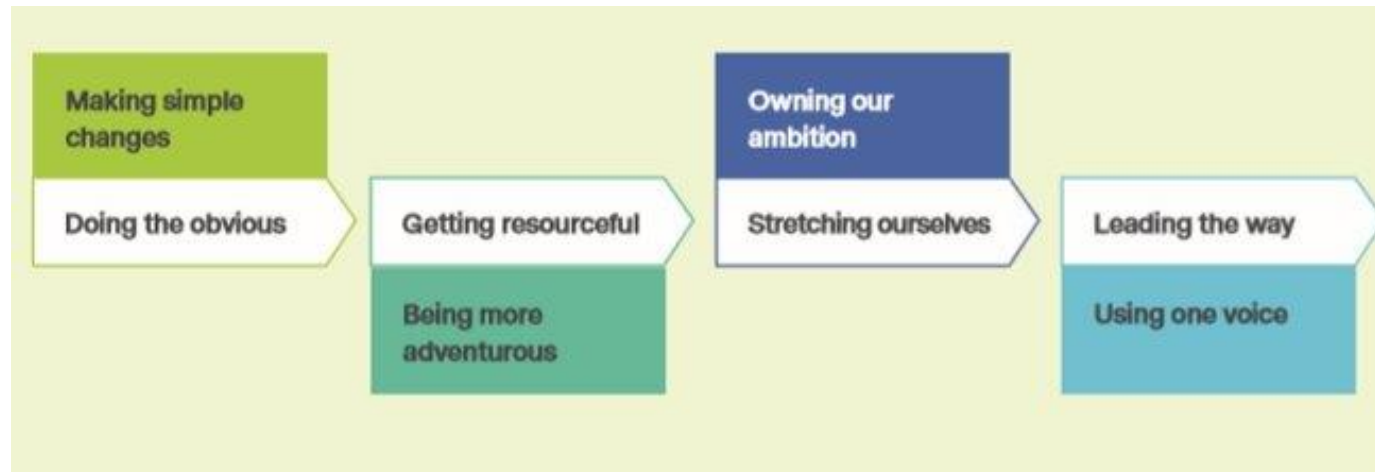 Making simple
changes
Doing the obvious
Getting resourceful
Being more
adventurous
Owning our
ambition
Stretching ourselves
Leading the way
Using one voice